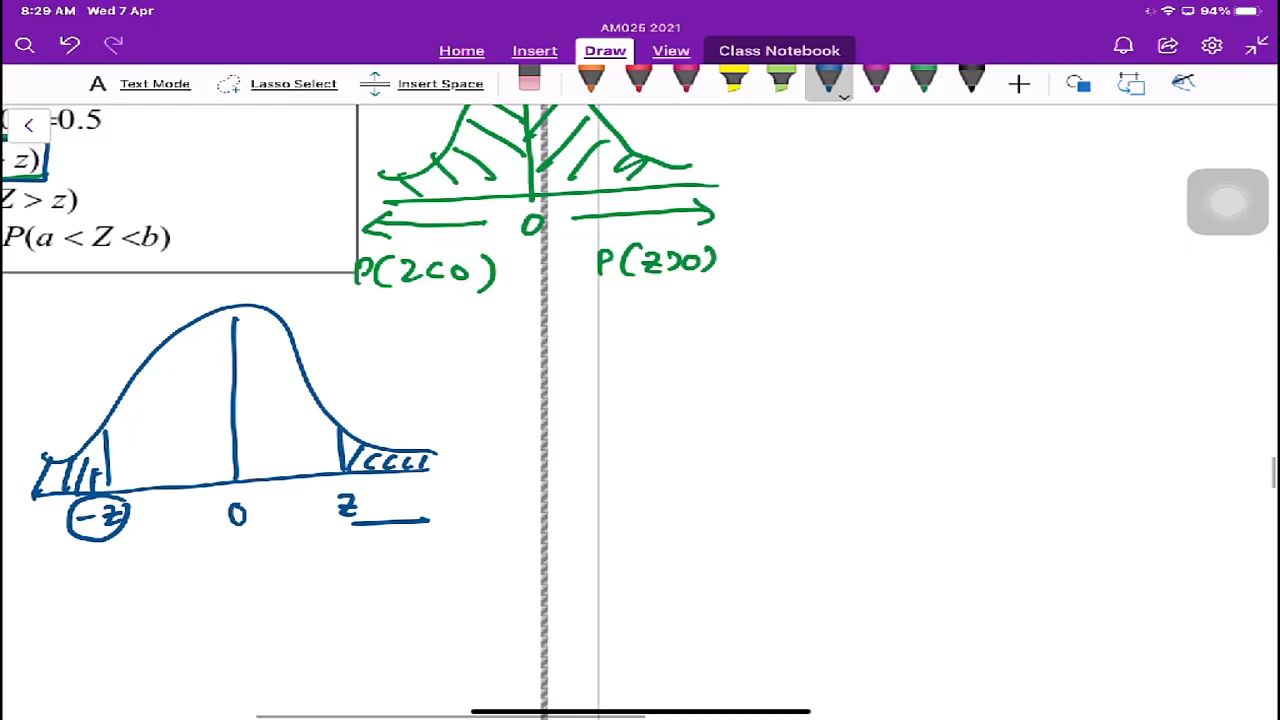 8:29 AM Wed 7 Apr
94%
AM025 2021
Home Insert Draw View Class Notebook
A Text Mode Lasso Select Insert Space
=0.5
z)
Z > z)
P(a < Z <b)
0
P(Z<0)
P(Z>0)
-z 0 z